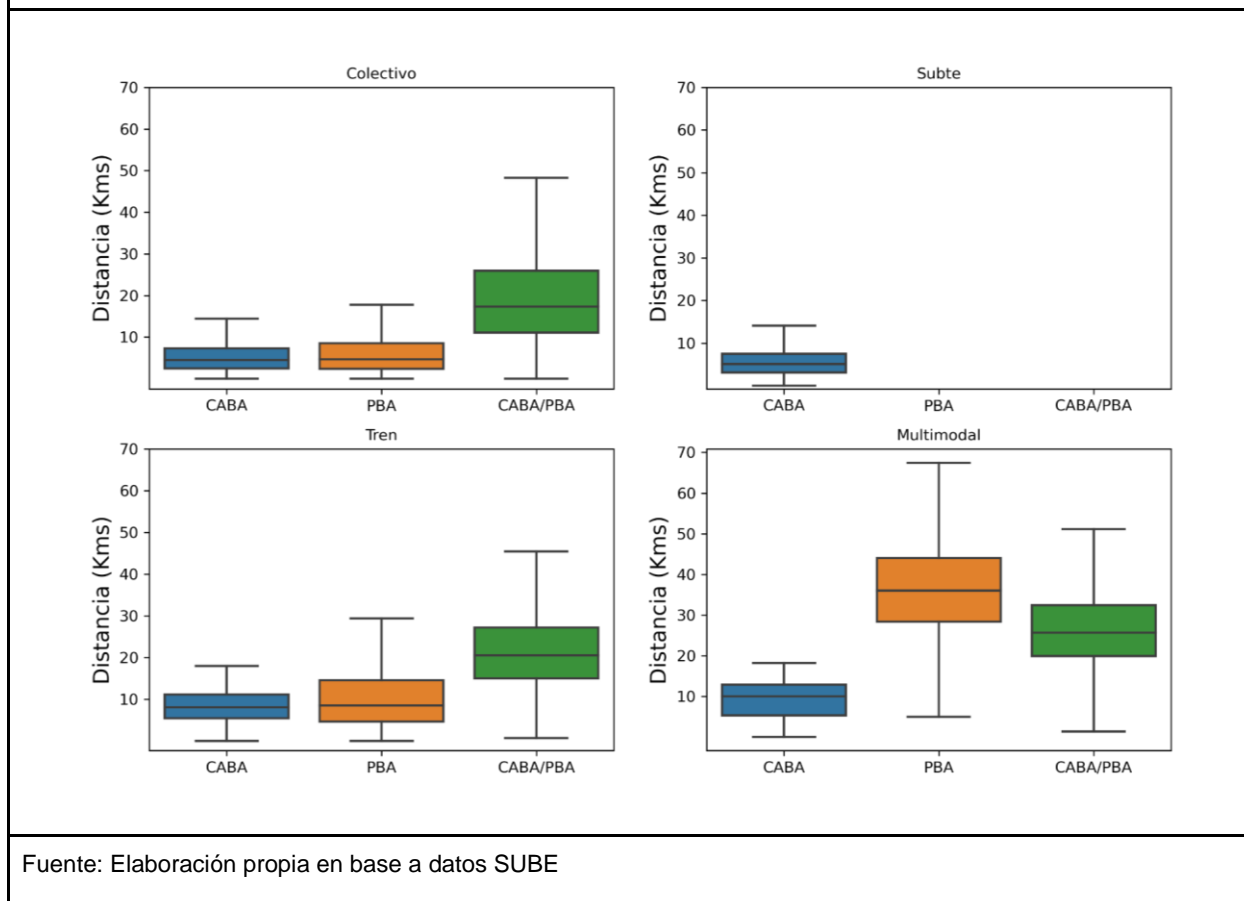 Colectivo
Distancia (Kms)
70
60
50
40
30
20
10
CABA
PBA
CABA/PBA
Subte
Distancia (Kms)
70
60
50
40
30
20
10
CABA
PBA
CABA/PBA
Tren
Distancia (Kms)
70
60
50
40
30
20
10
CABA
PBA
CABA/PBA
Multimodal
Distancia (Kms)
70
60
50
40
30
20
10
CABA
PBA
CABA/PBA
Fuente: Elaboración propia en base a datos SUBE